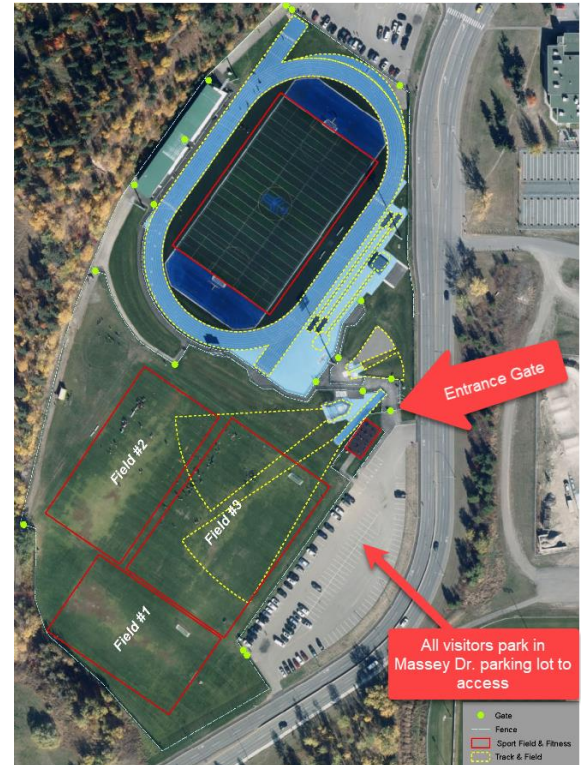 Entrance Gate
Field #2
Field #3
Field #1
All visitors park in
Massey Dr. parking lot to
access
Gate
Fence
Sport Field & Fitness
Track & Field